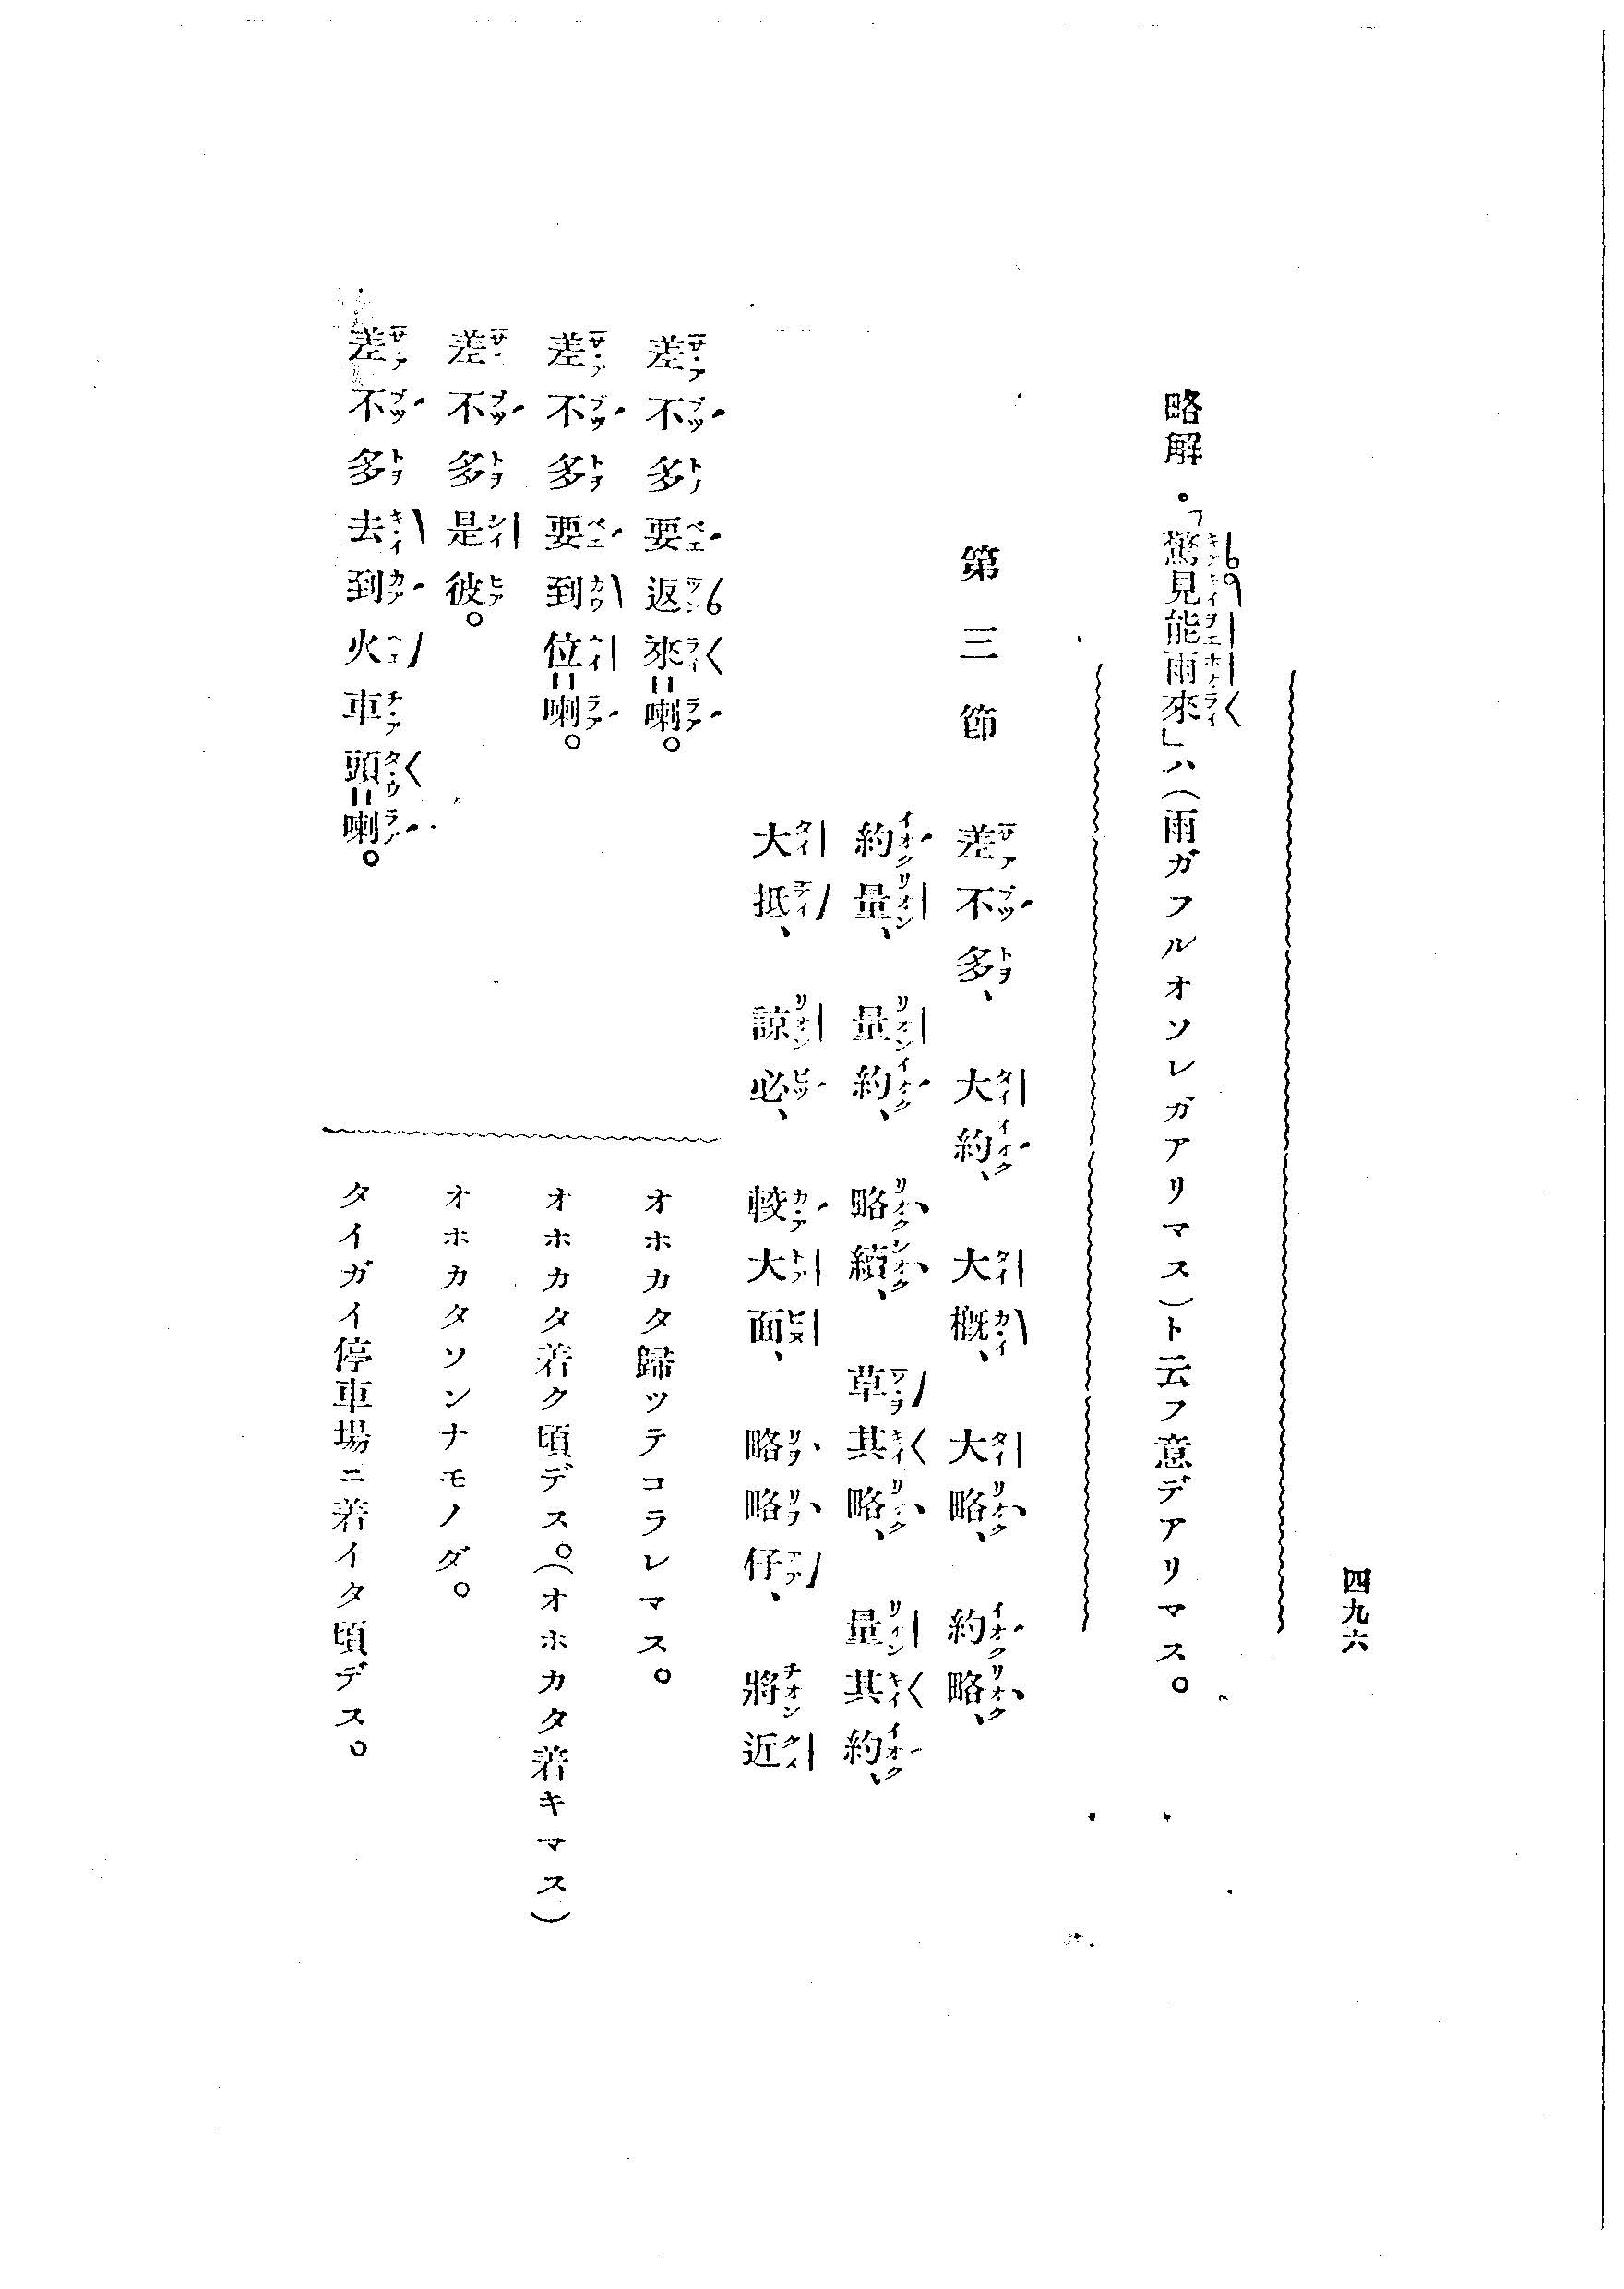 四九六
略解。「驚見能雨來」ハ(雨ガフルオソレガアリマス)ト云フ意デアリマス。
第三節 差不多、 大約、 大概、 大略、 約略、
約量、 量約、 略續、 草其略、 量其約、
大抵、 諒必、 較大面、 略略仔、 將近
差不多要返來=喇。 オホカタ歸ツテコラレマス。
差不多要到位=喇。 オホカタ着ク頃デス。(オホカタ着キマス)
差不多是彼。 オホカタソンナモノダ。
差不多去到火車頭=喇。 タイガイ停車場ニ着イタ頃デス。